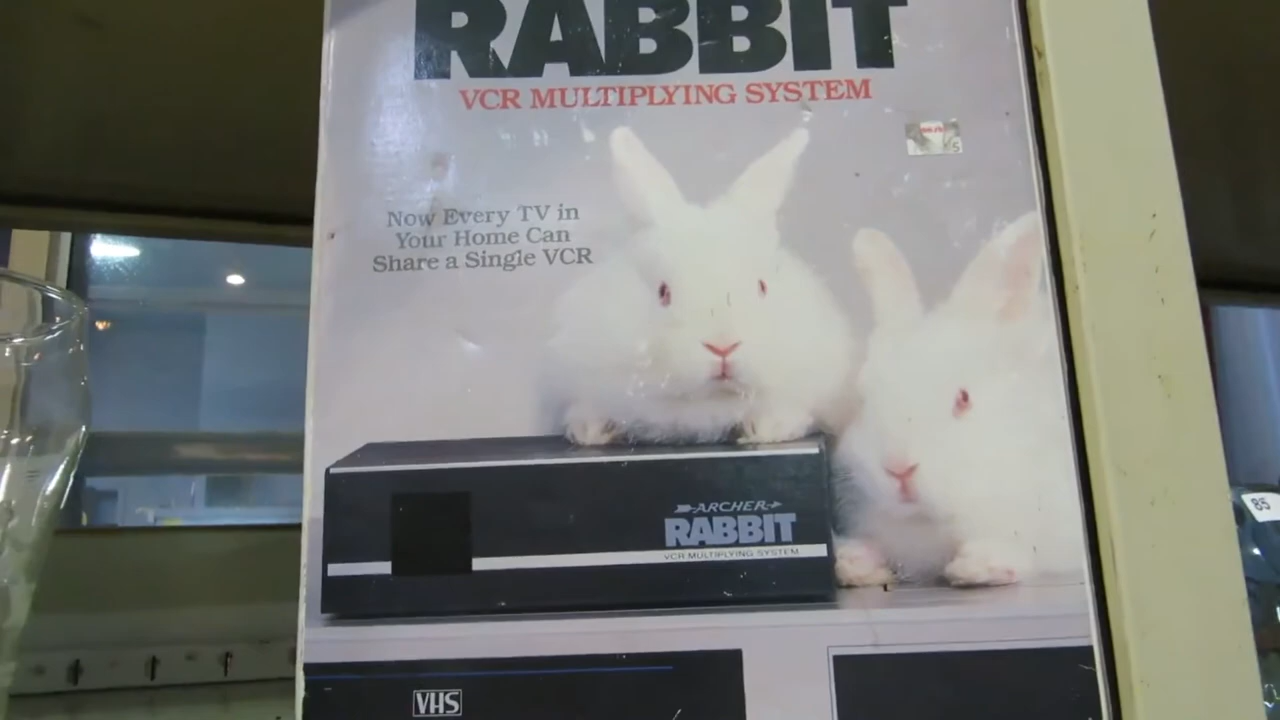 RABBIT
VCR MULTIPLYING SYSTEM
Now Every TV in
Your Home Can
Share a Single VCR
ARCHER
RABBIT
VCR MULTIPLYING SYSTEM
VHS
85